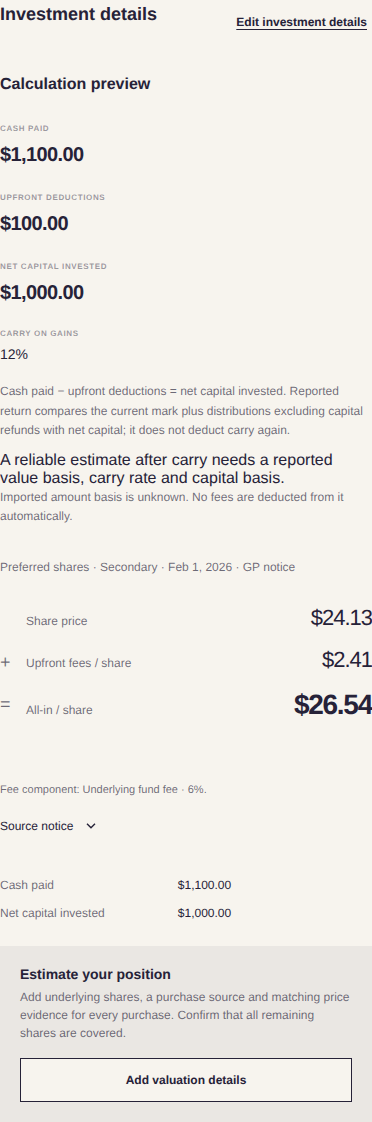 Investment details
Edit investment details
Calculation preview
CASH PAID
$1,100.00
UPFRONT DEDUCTIONS
$100.00
NET CAPITAL INVESTED
$1,000.00
CARRY ON GAINS
12%
Cash paid − upfront deductions = net capital invested. Reported
return compares the current mark plus distributions excluding capital
refunds with net capital; it does not deduct carry again.
A reliable estimate after carry needs a reported
value basis, carry rate and capital basis.
Imported amount basis is unknown. No fees are deducted from it
automatically.
Preferred shares · Secondary · Feb 1, 2026 · GP notice
Share price $24.13
+ Upfront fees / share $2.41
= All-in / share $26.54
Fee component: Underlying fund fee · 6%.
Source notice
Cash paid $1,100.00
Net capital invested $1,000.00
Estimate your position
Add underlying shares, a purchase source and matching price
evidence for every purchase. Confirm that all remaining
shares are covered.
Add valuation details